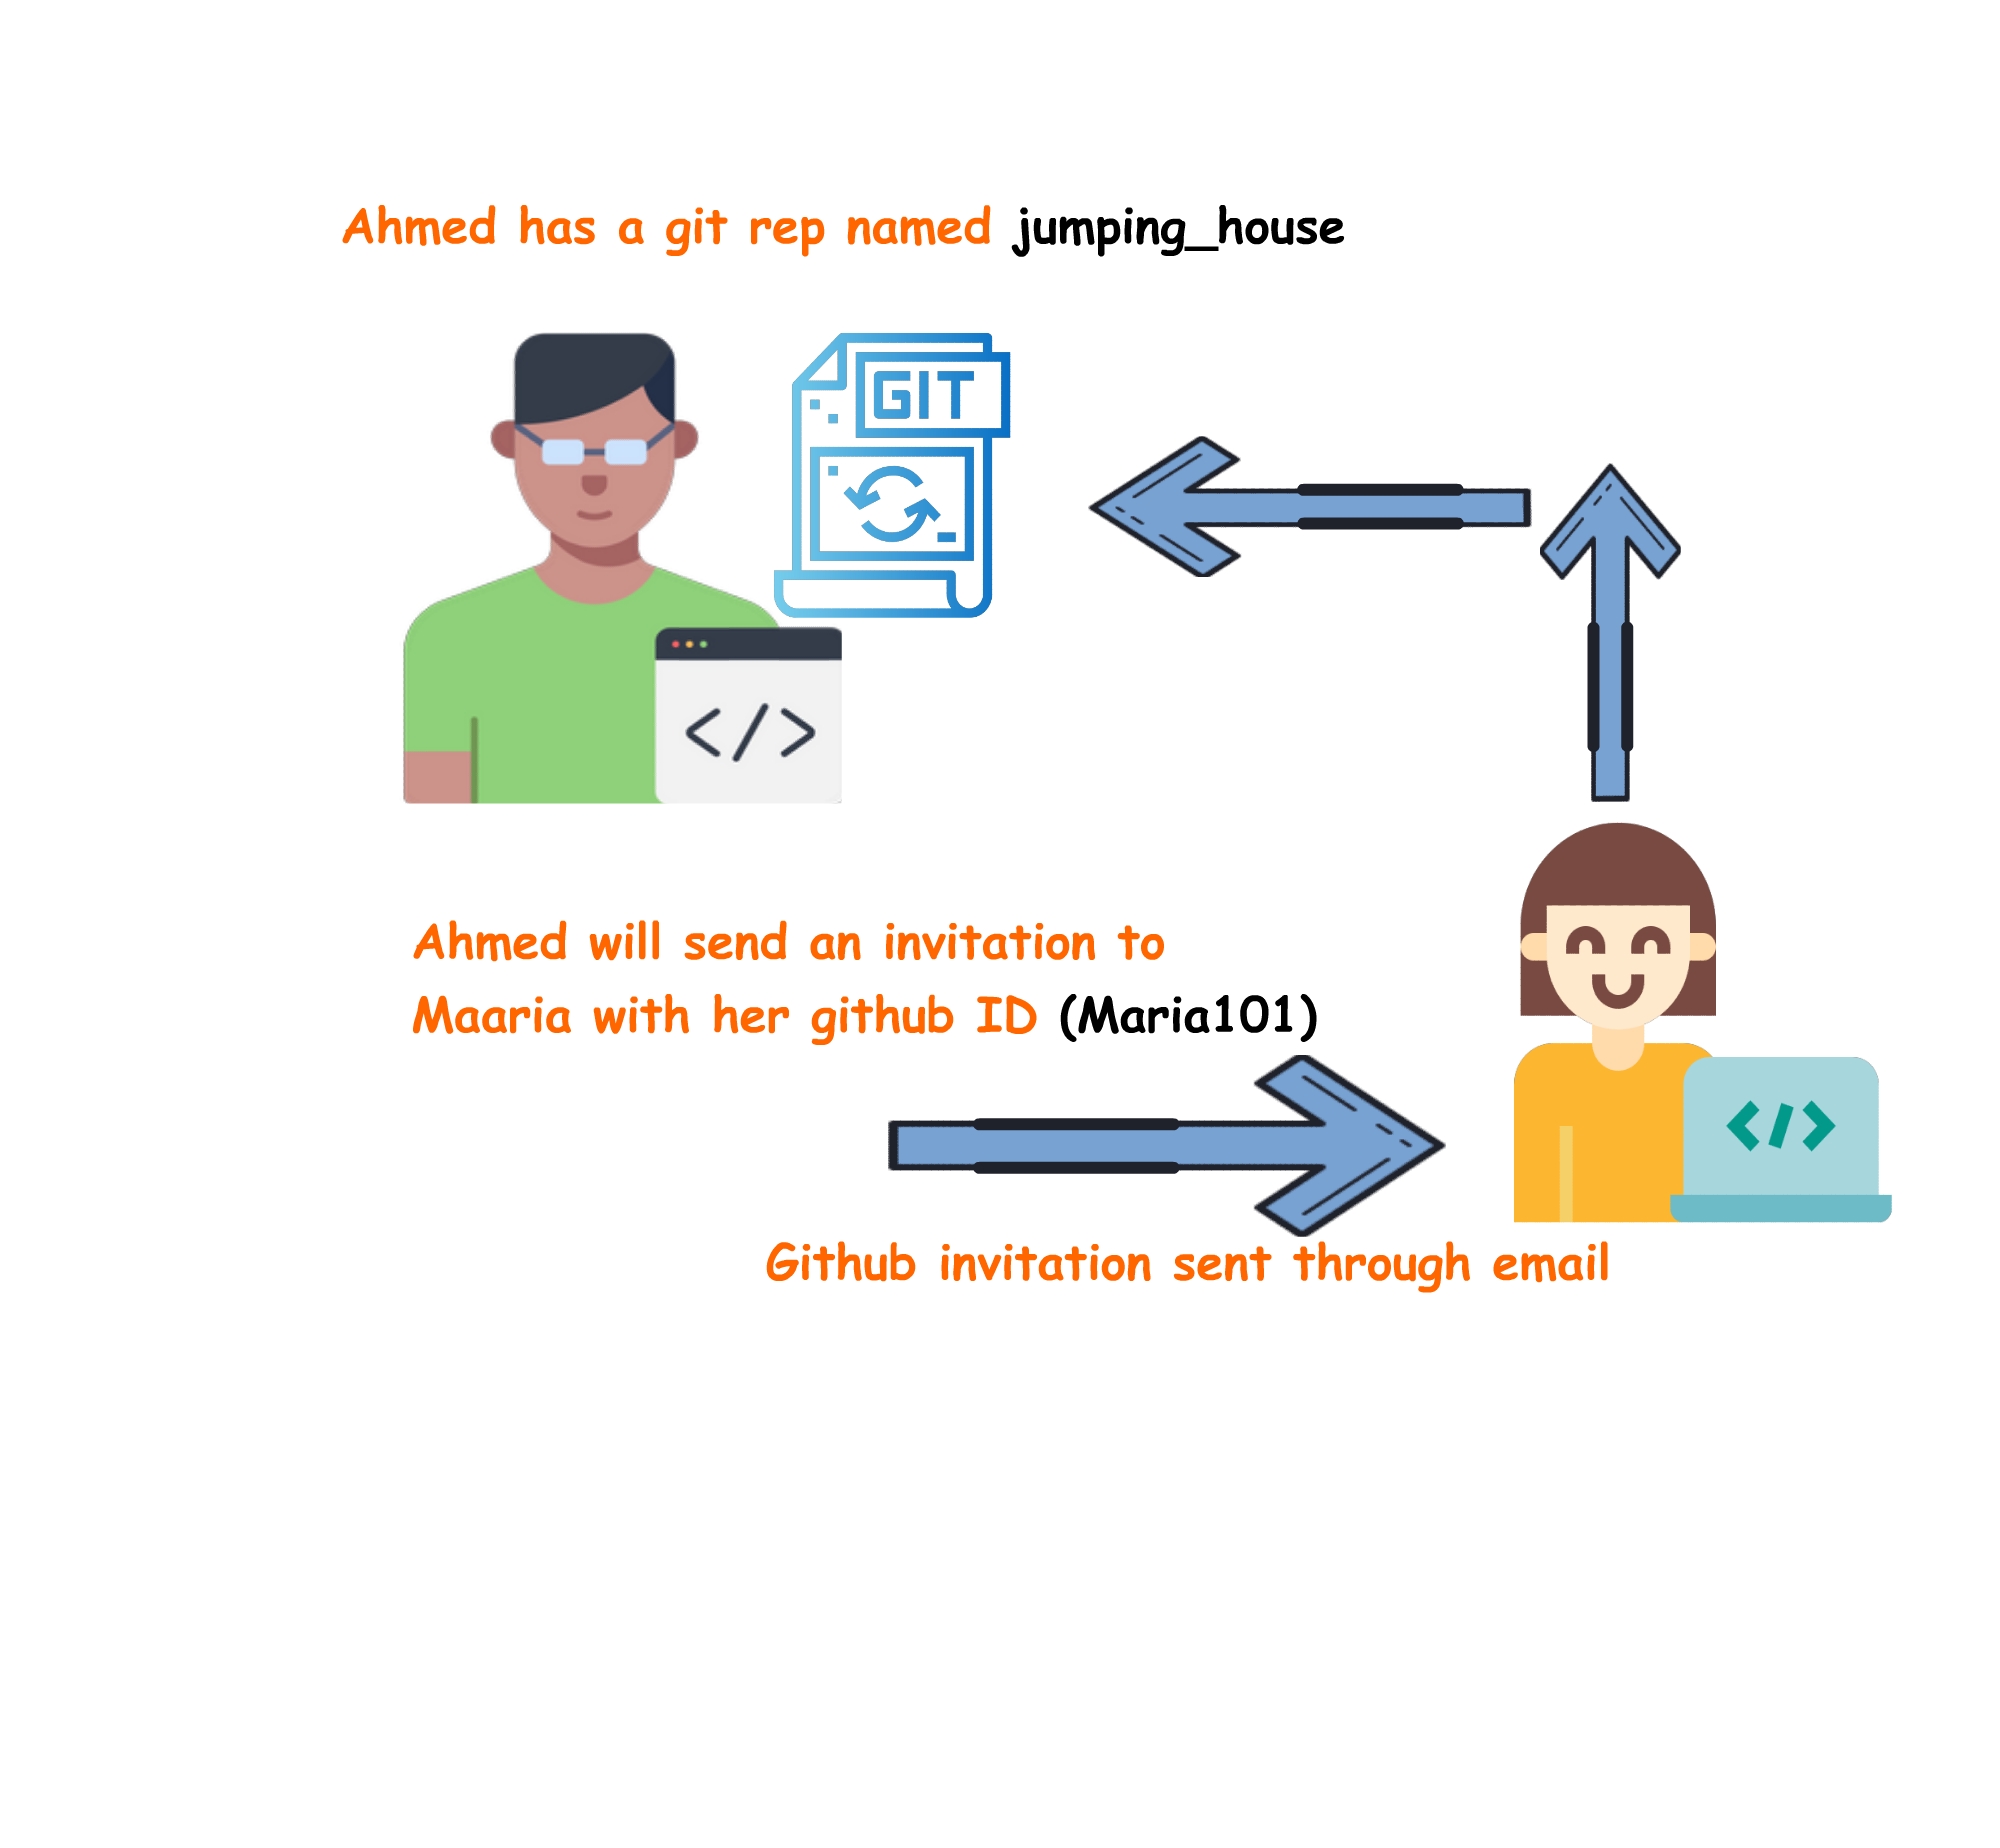 Ahmed has a git rep named jumping_house
GIT
</>
Ahmed will send an invitation to
Maaria with her github ID (Maria101)
</>
Github invitation sent through email